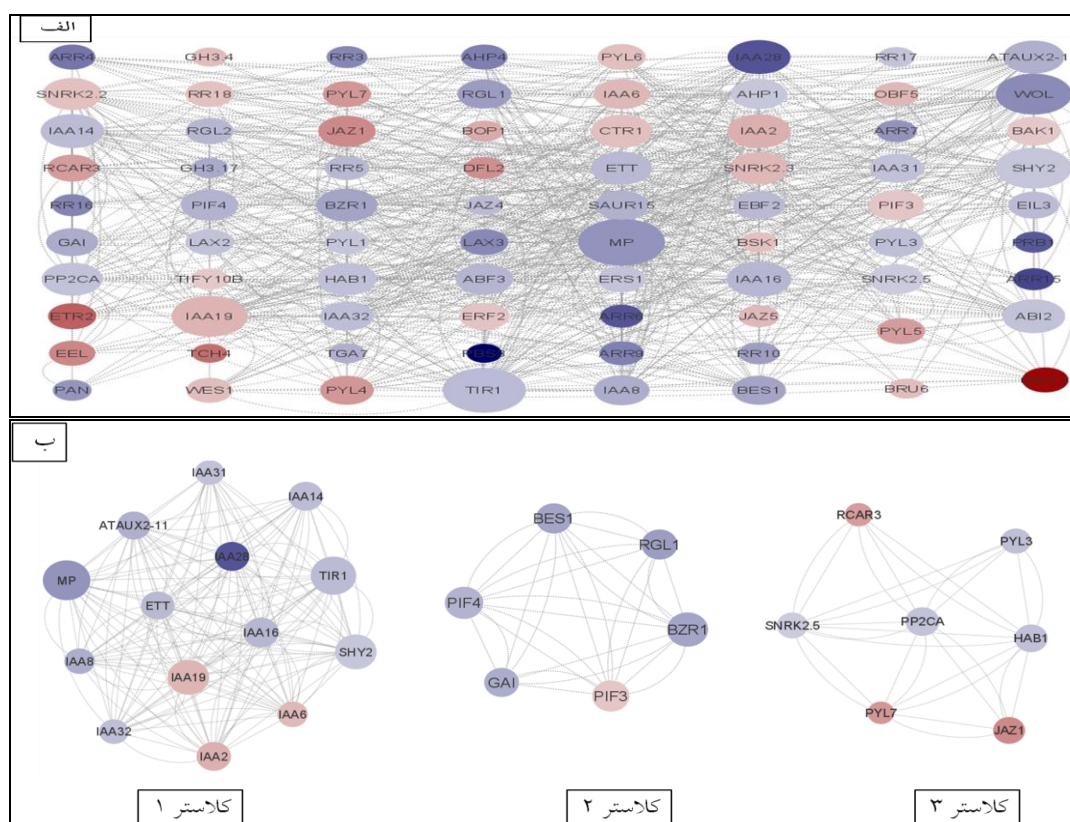 الف
ARR4 GH3.4 RR3 AHP4 PYL6 IAA28 RR17 ATAUX2-1
SNRK2.2 RR18 PYL7 RGL1 IAA6 AHP1 OBF5 WOL
IAA14 RGL2 JAZ1 BOP1 CTR1 IAA2 ARR7 BAK1
RCAR3 GH3.17 RR5 DFL2 ETT SNRK2.3 IAA31 SHY2
RR16 PIF4 BZR1 JAZ4 SAUR15 EBF2 PIF3 EIL3
GAI LAX2 PYL1 LAX3 MP BSK1 PYL3 PRB1
PP2CA TIFY10B HAB1 ABF3 ERS1 IAA16 SNRK2.5 ARR15
ETR2 IAA19 IAA32 ERF2 ARR6 JAZ5 PYL5 ABI2
EEL TCH4 TGA7 ARR9 RR10
PAN WES1 PYL4 TIR1 IAA8 BES1 BRU6
ب
IAA31
IAA14
ATAUX2-11
IAA28
MP
TIR1
ETT
IAA16
SHY2
IAA8
IAA19
IAA6
IAA32
IAA2
کلاستر ۱
BES1
RGL1
PIF4
BZR1
GAI
PIF3
کلاستر ۲
RCAR3
PYL3
SNRK2.5
PP2CA
HAB1
PYL7
JAZ1
کلاستر ۳